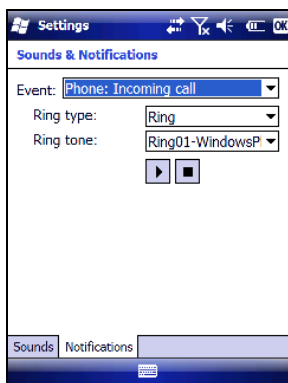 Settings OK
Sounds & Notifications
Event: Phone: Incoming call
Ring type: Ring
Ring tone: Ring01-WindowsP
Sounds Notifications